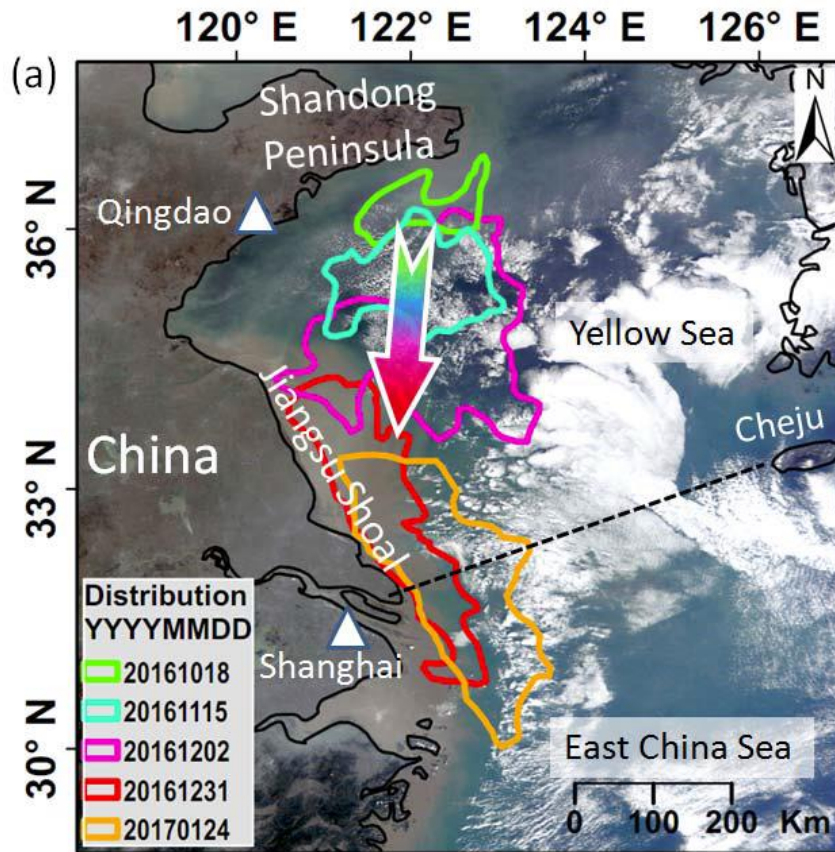 120° E 122° E 124° E 126° E
(a)
N
Shandong
Peninsula
Qingdao
36° N
Yellow Sea
Jiangsu Shoal
Cheju
China
33° N
Distribution
YYYYMMDD
20161018
20161115
20161202
20161231
20170124
Shanghai
30° N
East China Sea
0 100 200 Km